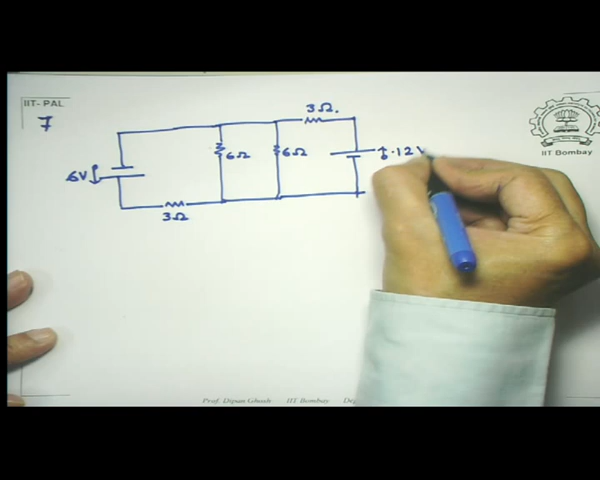 IIT- PAL
7
3Ω.
6Ω
6Ω
.12V
6V
3Ω
IIT Bombay
Prof. Dipan Ghosh IIT Bombay